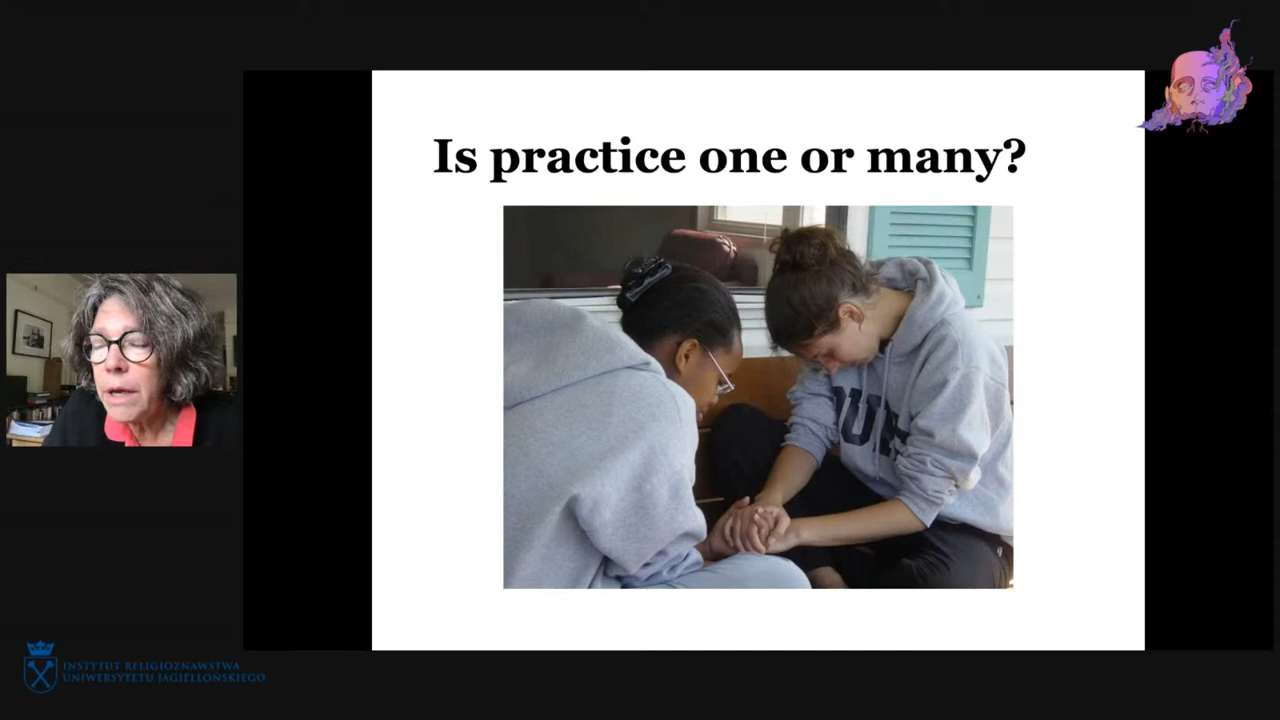 Is practice one or many?
INSTYTUT RELIGIOZNAWSTWA
UNIWERSYTETU JAGIELLOŃSKIEGO